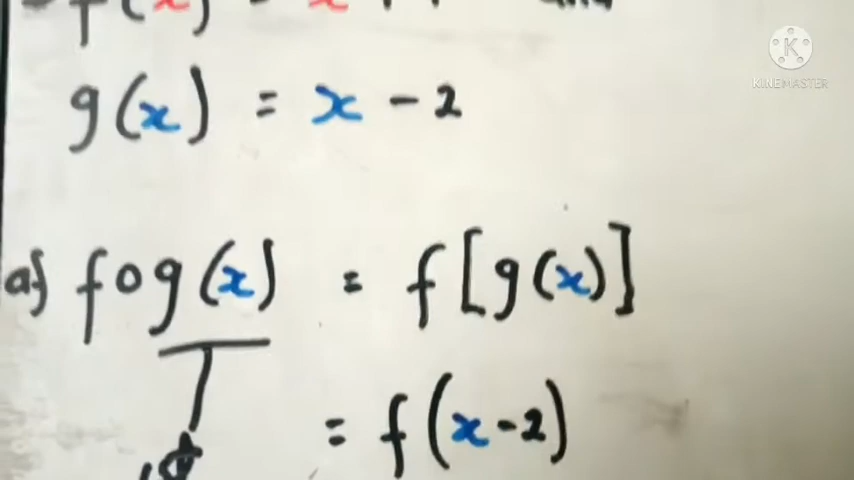 f(x) = x
g(x) = x - 2
a) fog(x) = f[g(x)]
= f(x-2)
KINEMASTER